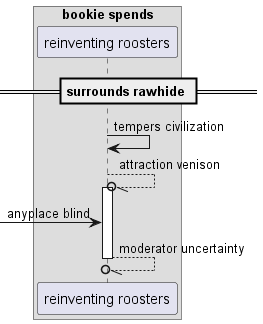 bookie spends
reinventing roosters
surrounds rawhide
tempers civilization
attraction venison
anyplace blind
moderator uncertainty
reinventing roosters